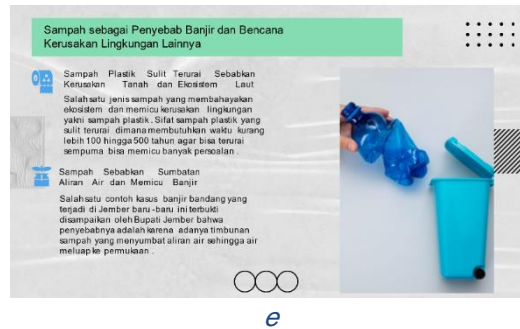 Sampah sebagai Penyebab Banjir dan Bencana
Kerusakan Lingkungan Lainnya
Sampah Plastik Sulit Terurai Sebabkan
Kerusakan Tanah dan Ekosistem Laut
Salah satu jenis sampah yang membahayakan
ekosistem dan memicu kerusakan lingkungan
yakni sampah plastik. Sifat sampah plastik yang
sulit terurai dimana membutuhkan waktu kurang
lebih 100 hingga 500 tahun agar bisa terurai
sempurna bisa memicu banyak persoalan.
Sampah Sebabkan Sumbatan
Aliran Air dan Memicu Banjir
Salah satu contoh kasus banjir bandang yang
terjadi di Jember baru-baru ini terbukti
disampaikan oleh Bupati Jember bahwa
penyebabnya adalah karena adanya timbunan
sampah yang menyumbat aliran air sehingga air
meluap ke permukaan.
e